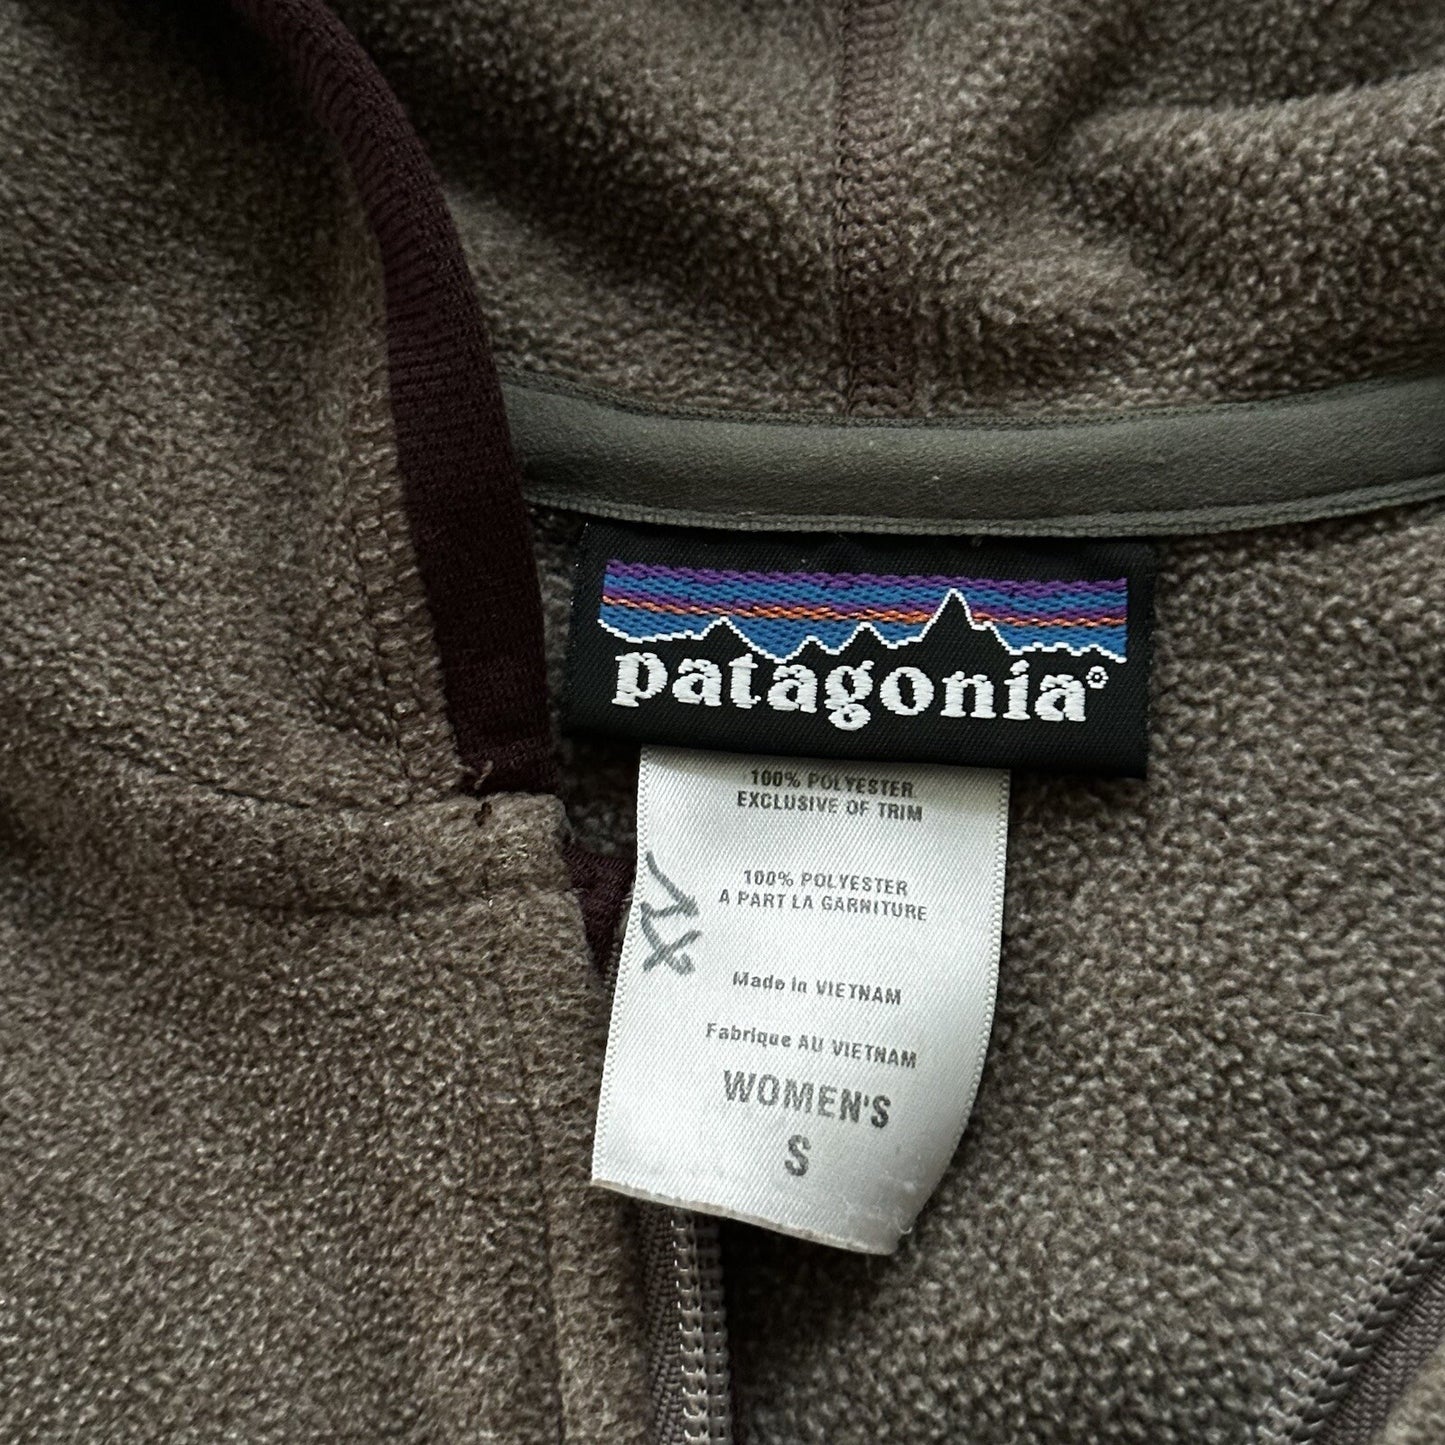 patagonia®
100% POLYESTER
EXCLUSIVE OF TRIM
100% POLYESTER
A PART LA GARNITURE
Made in VIETNAM
Fabrique AU VIETNAM
WOMEN'S
S